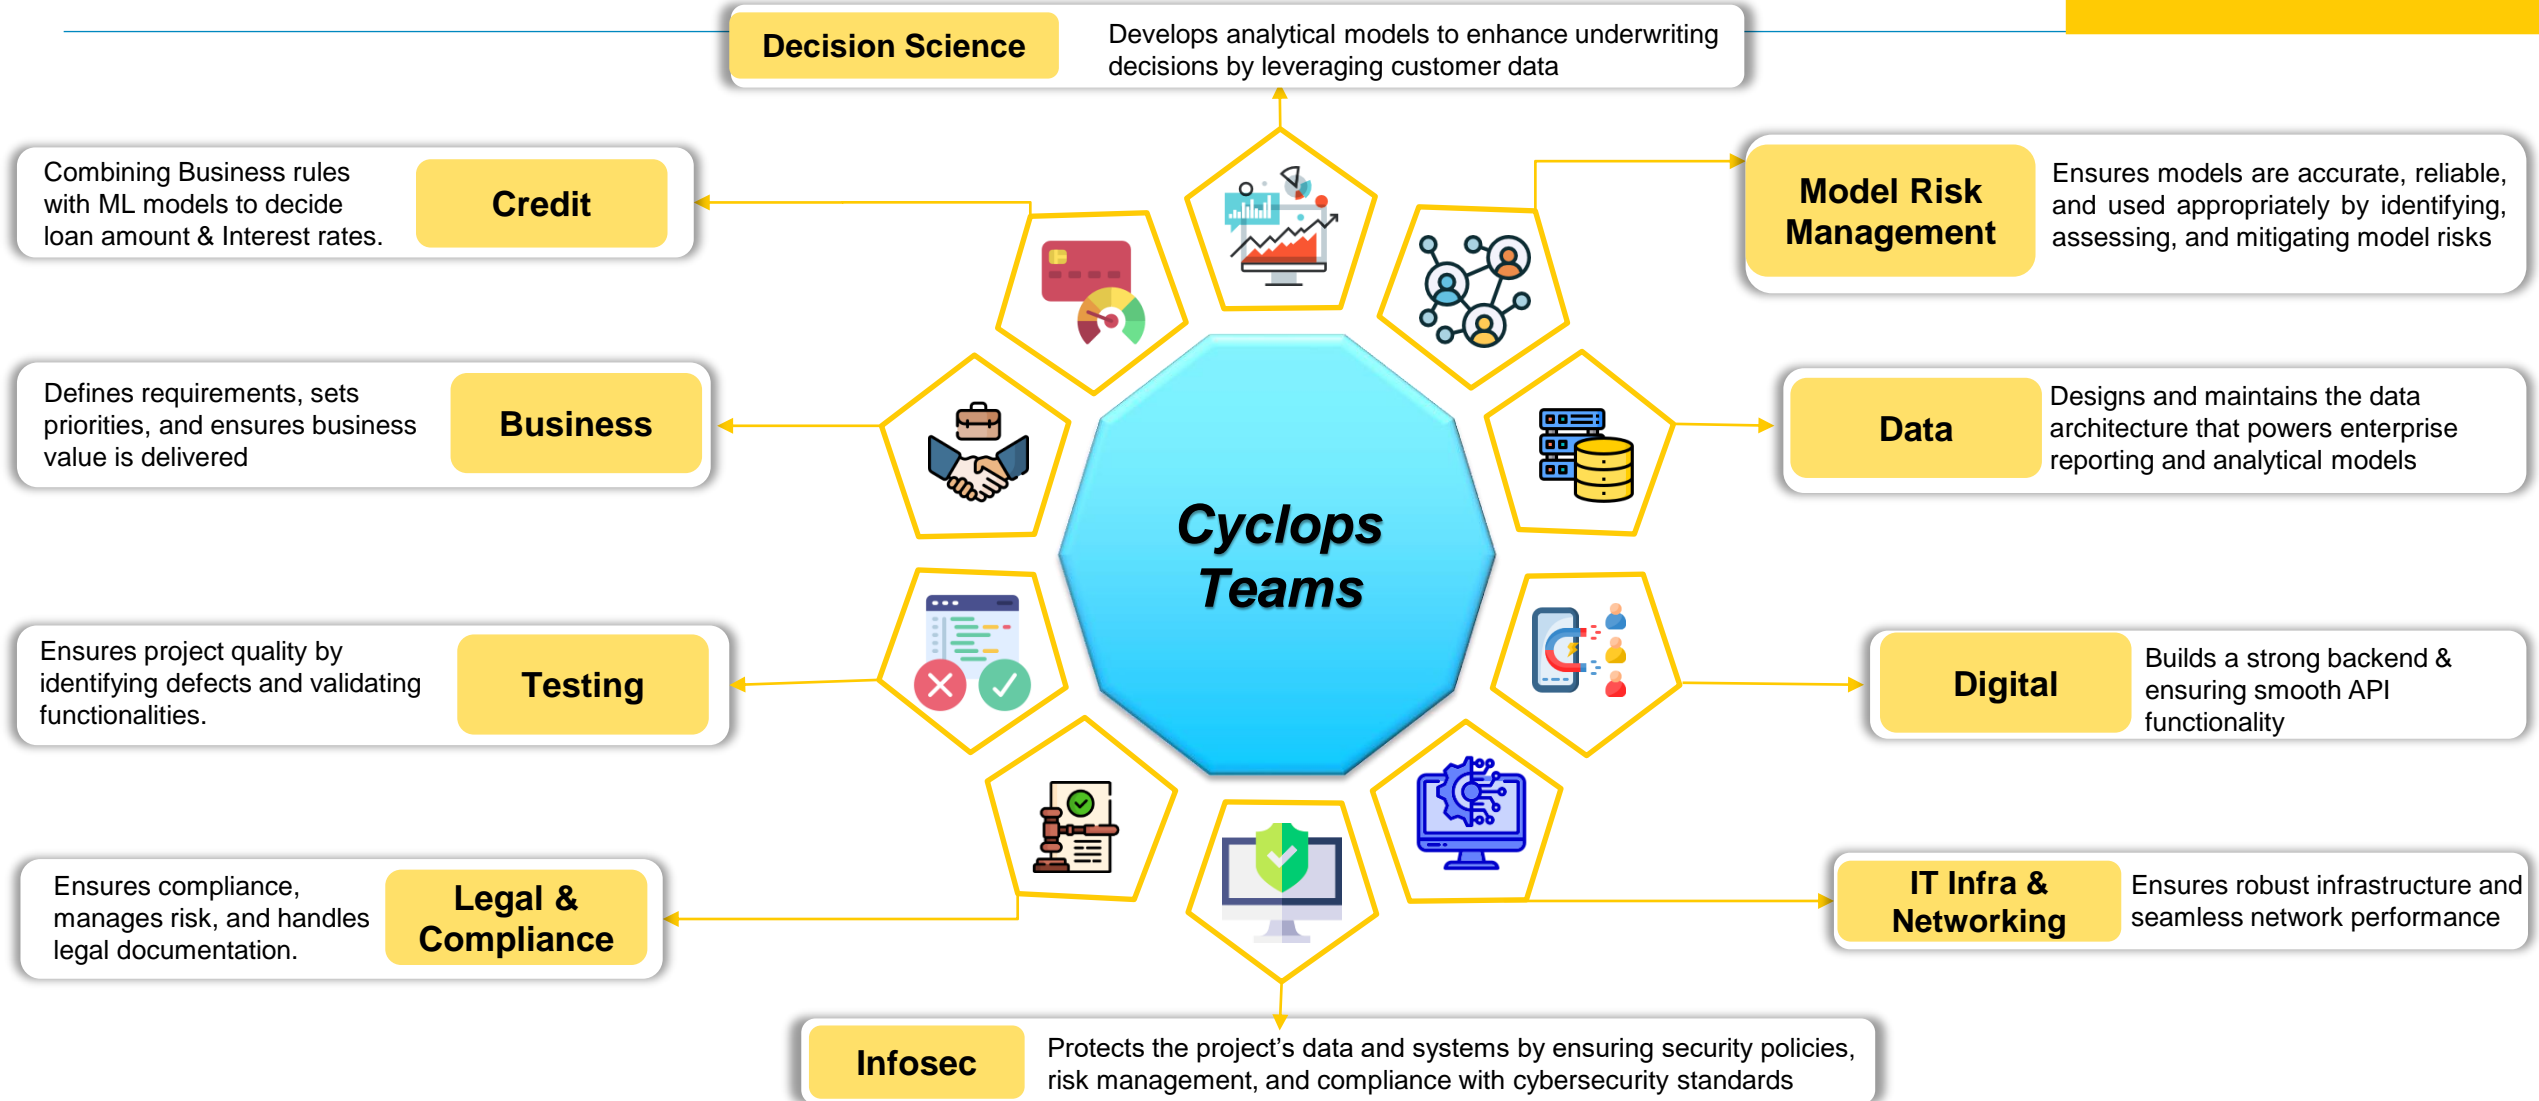 Decision Science
Develops analytical models to enhance underwriting
decisions by leveraging customer data
Combining Business rules
with ML models to decide
loan amount & Interest rates.
Credit
Model Risk
Management
Ensures models are accurate, reliable,
and used appropriately by identifying,
assessing, and mitigating model risks
Defines requirements, sets
priorities, and ensures business
value is delivered
Business
Data
Designs and maintains the data
architecture that powers enterprise
reporting and analytical models
Cyclops
Teams
Ensures project quality by
identifying defects and validating
functionalities.
Testing
Digital
Builds a strong backend &
ensuring smooth API
functionality
Ensures compliance,
manages risk, and handles
legal documentation.
Legal &
Compliance
IT Infra &
Networking
Ensures robust infrastructure and
seamless network performance
Infosec
Protects the project’s data and systems by ensuring security policies,
risk management, and compliance with cybersecurity standards